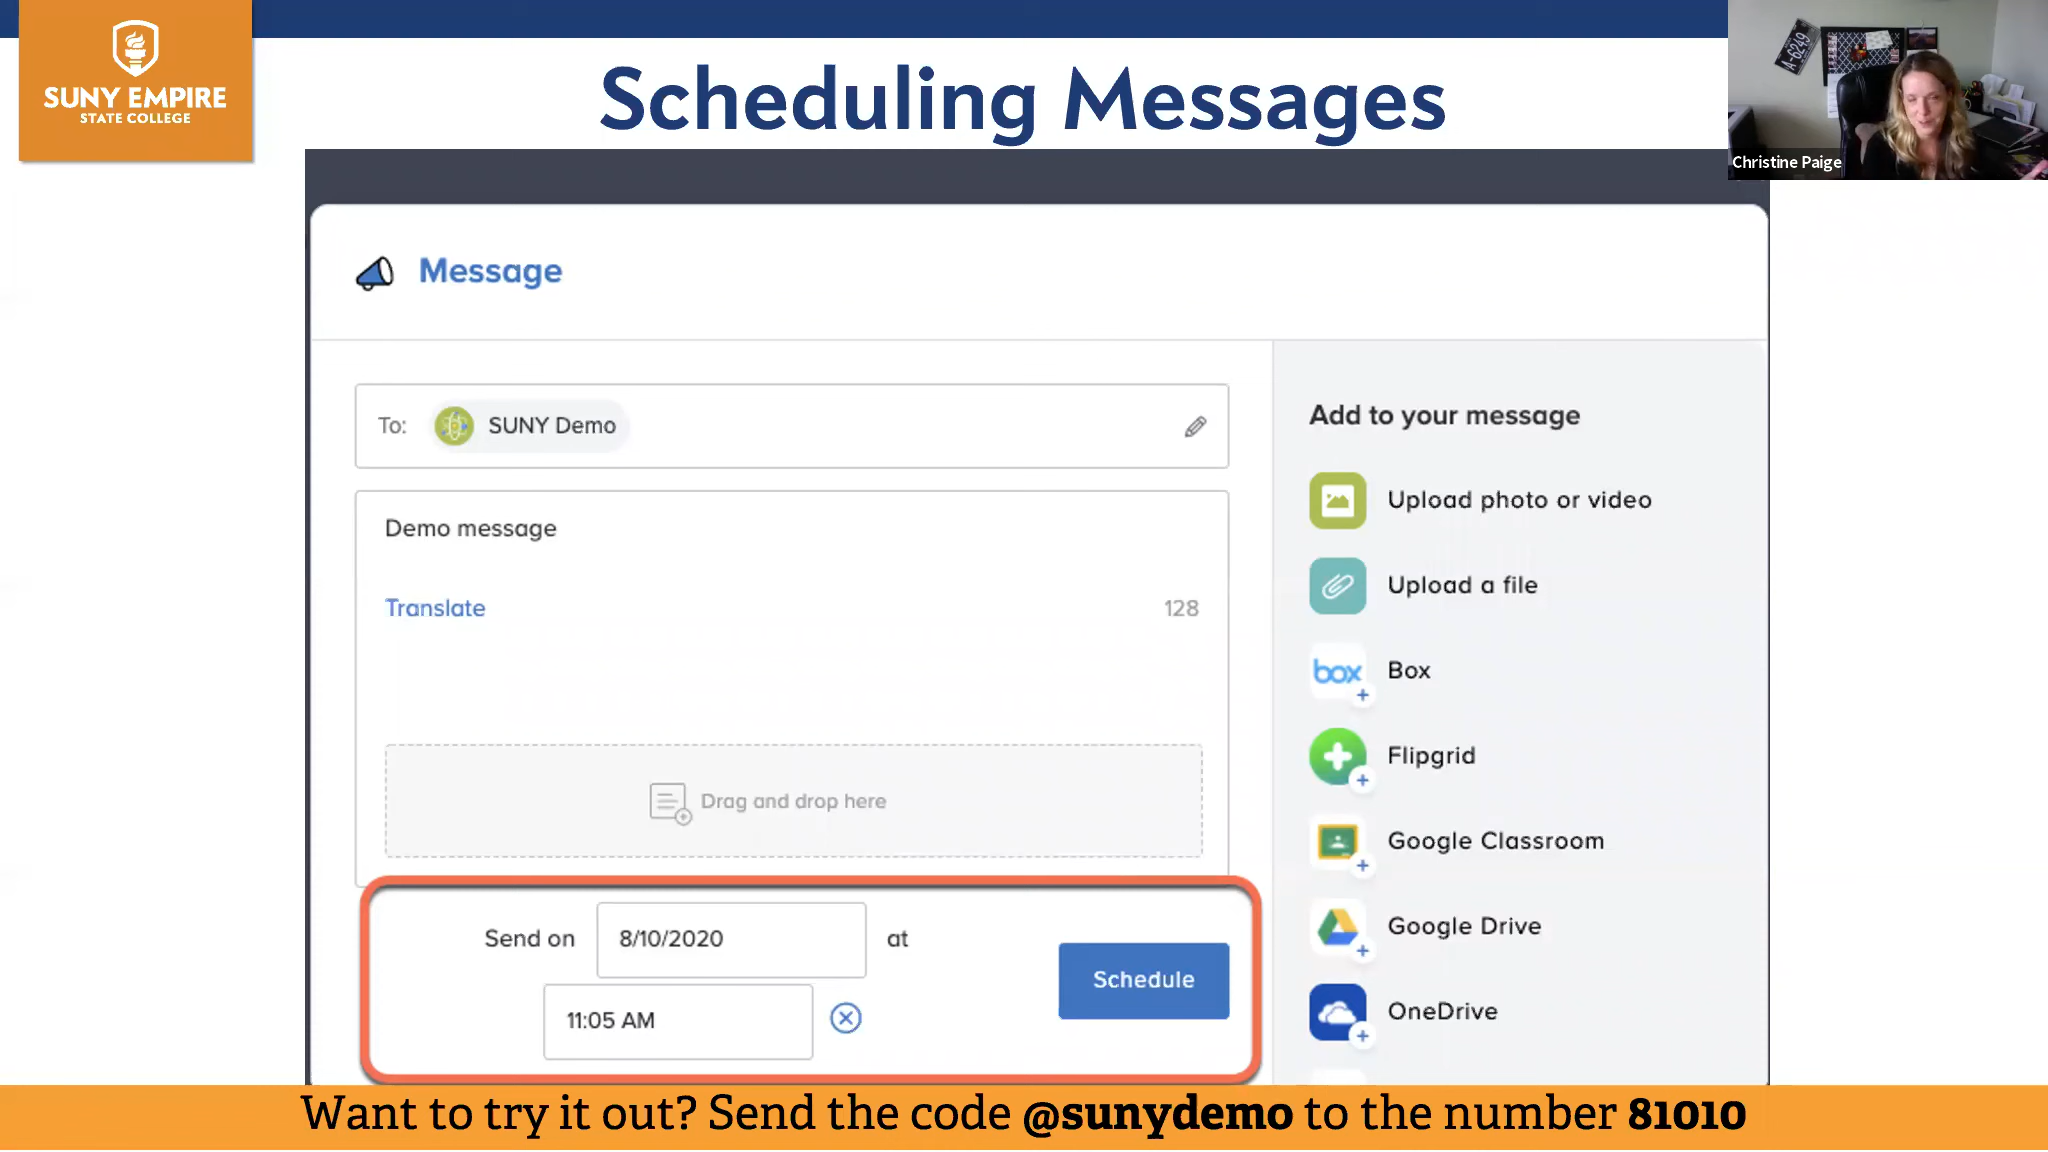 SUNY EMPIRE
STATE COLLEGE
Scheduling Messages
A-6249
Christine Paige
Message
To: SUNY Demo
Demo message
Translate 128
Drag and drop here
Send on 8/10/2020 at
11:05 AM
Schedule
Add to your message
Upload photo or video
Upload a file
box Box
Flipgrid
Google Classroom
Google Drive
OneDrive
Want to try it out? Send the code @sunydemo to the number 81010